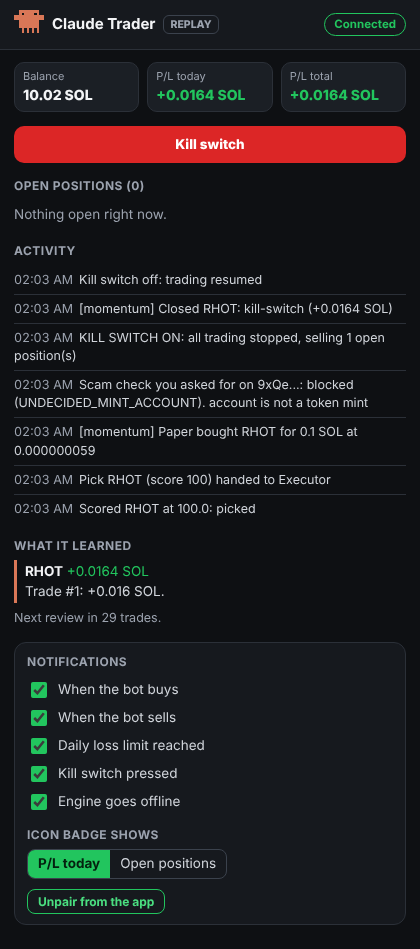 Claude Trader REPLAY Connected
Balance P/L today P/L total
10.02 SOL +0.0164 SOL +0.0164 SOL
Kill switch
OPEN POSITIONS (0)
Nothing open right now.
ACTIVITY
02:03 AM Kill switch off: trading resumed
02:03 AM [momentum] Closed RHOT: kill-switch (+0.0164 SOL)
02:03 AM KILL SWITCH ON: all trading stopped, selling 1 open
position(s)
02:03 AM Scam check you asked for on 9xQe...: blocked
(UNDECIDED_MINT_ACCOUNT). account is not a token mint
02:03 AM [momentum] Paper bought RHOT for 0.1 SOL at
0.000000059
02:03 AM Pick RHOT (score 100) handed to Executor
02:03 AM Scored RHOT at 100.0: picked
WHAT IT LEARNED
RHOT +0.0164 SOL
Trade #1: +0.016 SOL.
Next review in 29 trades.
NOTIFICATIONS
When the bot buys
When the bot sells
Daily loss limit reached
Kill switch pressed
Engine goes offline
ICON BADGE SHOWS
P/L today Open positions
Unpair from the app